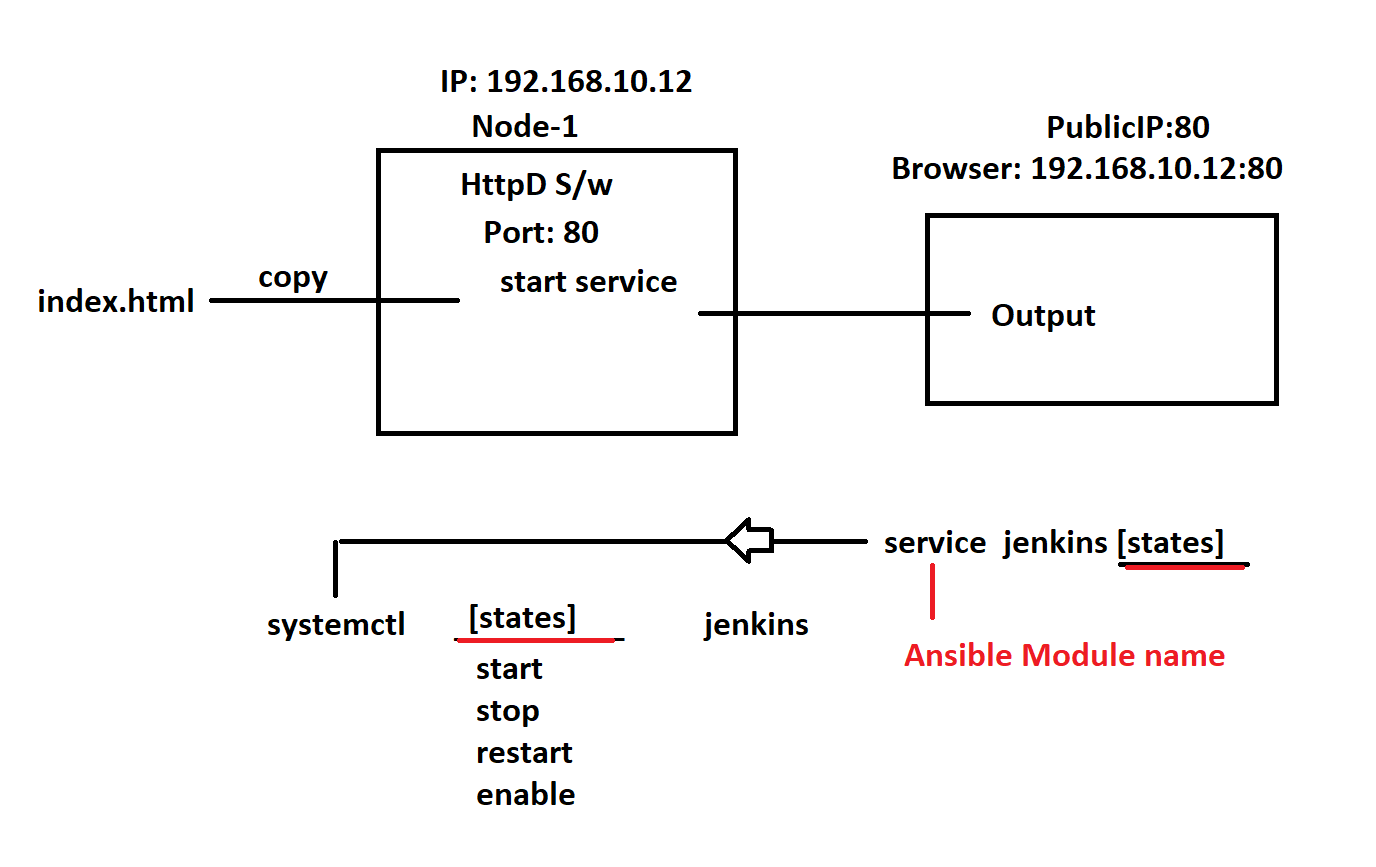 IP: 192.168.10.12
Node-1
HttpD S/w
Port: 80
start service
index.html
copy
PublicIP:80
Browser: 192.168.10.12:80
Output
service jenkins [states]
systemctl [states] jenkins
start
stop
restart
enable
Ansible Module name